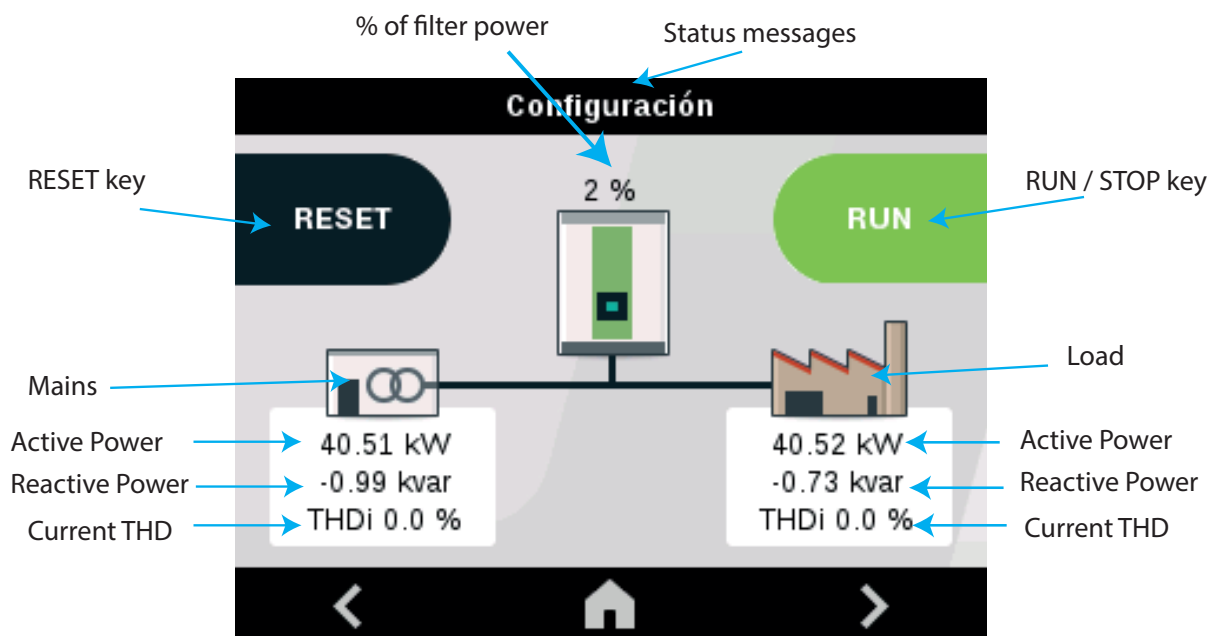 % of filter power
Status messages
Configuración
RESET key
RUN / STOP key
2 %
RESET
RUN
Mains
Load
Active Power
40.51 kW
40.52 kW
Active Power
Reactive Power
-0.99 kvar
-0.73 kvar
Reactive Power
Current THD
THDi 0.0 %
THDi 0.0 %
Current THD